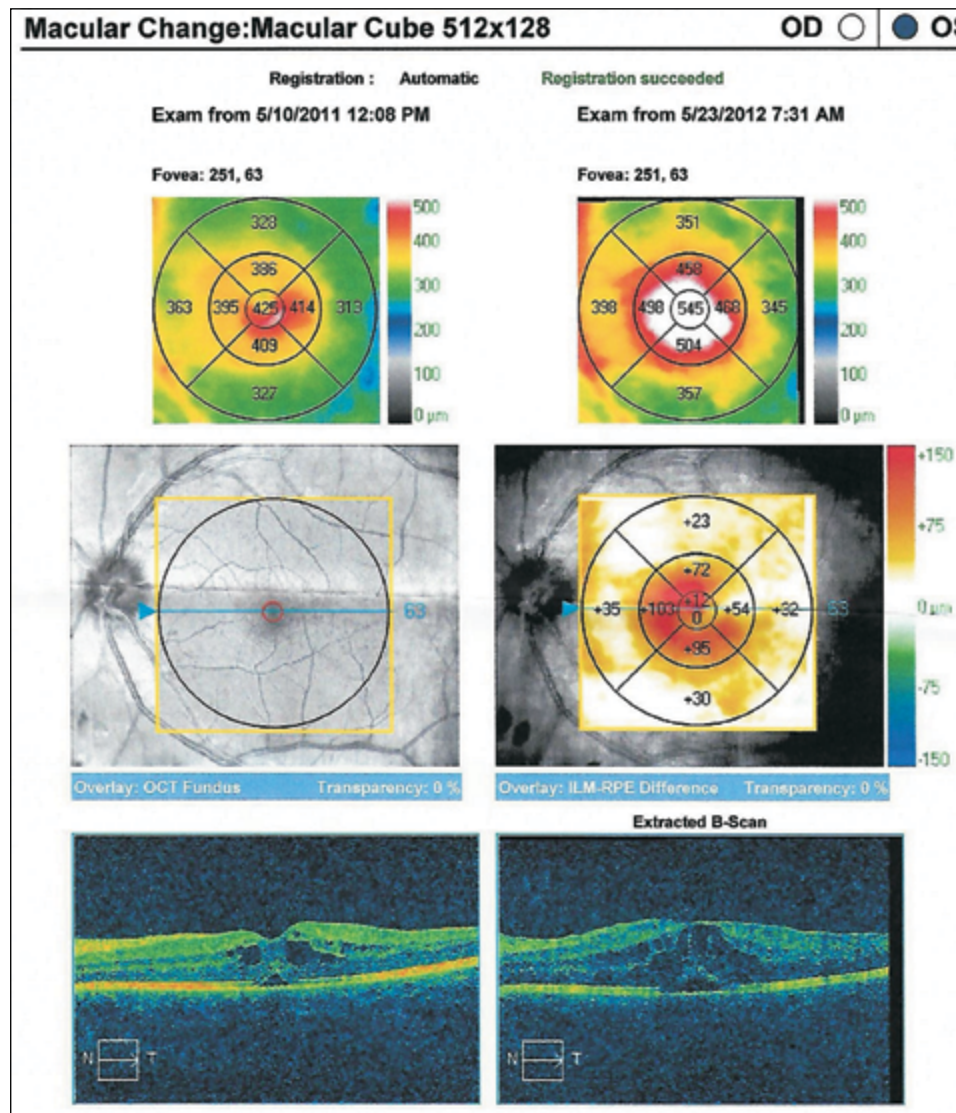 Macular Change:Macular Cube 512x128 OD OS
Registration : Automatic Registration succeeded
Exam from 5/10/2011 12:08 PM Exam from 5/23/2012 7:31 AM
Fovea: 251, 63 Fovea: 251, 63
328 500 351 500
386 400 458 400
363 395 425 414 313 300 398 498 545 468 345 300
409 200 504 200
327 100 357 100
0 µm 0 µm
+150
+23 +75
+72
63 +35 +103 +12 0 +54 +32 63 0 µm
+95
+30 -75
-150
Overlay: OCT Fundus Transparency: 0 % Overlay: ILM-RPE Difference Transparency: 0 %
Extracted B-Scan
N T N T